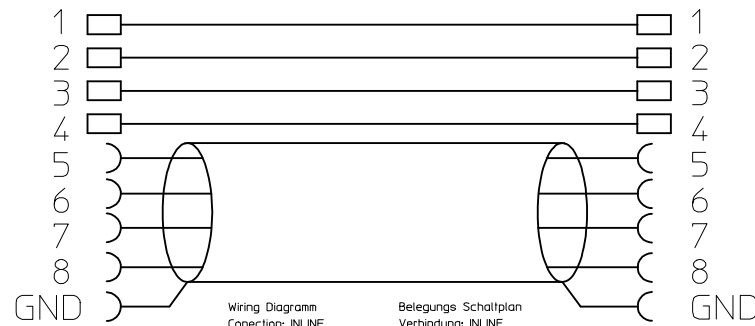 1 1
2 2
3 3
4 4
5 5
6 6
7 7
8 8
GND GND
Wiring Diagramm Belegungs Schaltplan
Conection: INLINE Verbindung: INLINE